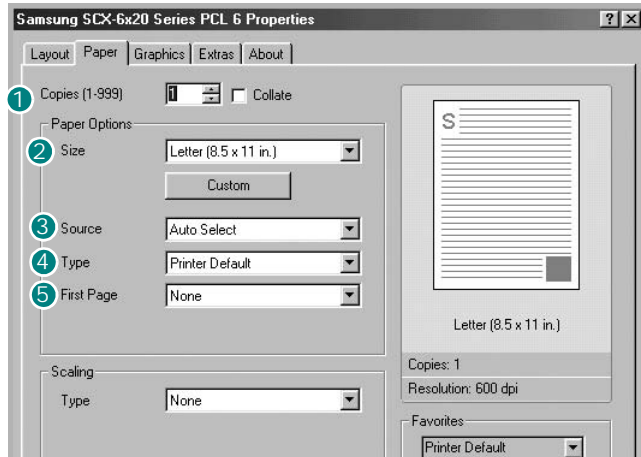 Samsung SCX-6x20 Series PCL 6 Properties
Layout Paper Graphics Extras About
1 Copies (1-999) 1 Collate
Paper Options
2 Size Letter (8.5 x 11 in.)
Custom
3 Source Auto Select
4 Type Printer Default
5 First Page None
Scaling
Type None
S
Letter (8.5 x 11 in.)
Copies: 1
Resolution: 600 dpi
Favorites
Printer Default